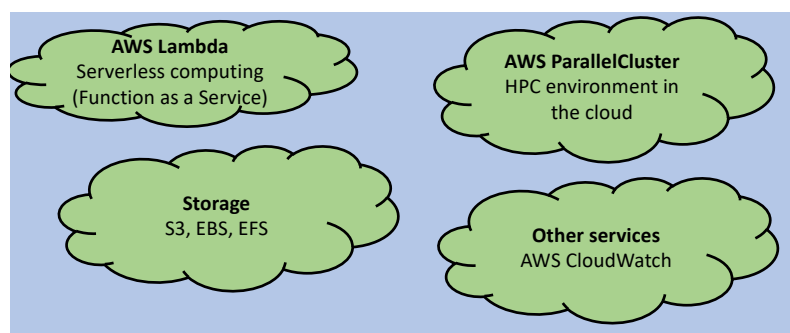 AWS Lambda
Serverless computing
(Function as a Service)
AWS ParallelCluster
HPC environment in
the cloud
Storage
S3, EBS, EFS
Other services
AWS CloudWatch